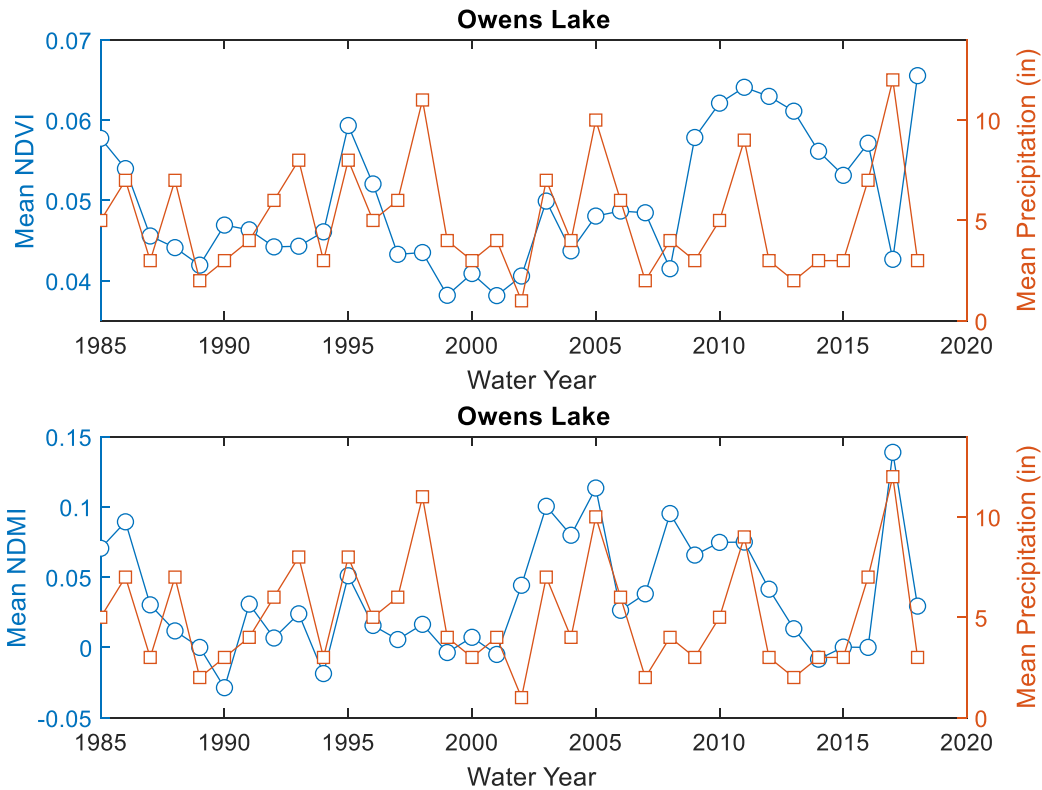 Owens Lake
0.07
0.06
0.05
0.04
Mean NDVI
10
5
0
Mean Precipitation (in)
1985 1990 1995 2000 2005 2010 2015 2020
Water Year
Owens Lake
0.15
0.1
0.05
0
-0.05
Mean NDMI
10
5
0
Mean Precipitation (in)
1985 1990 1995 2000 2005 2010 2015 2020
Water Year